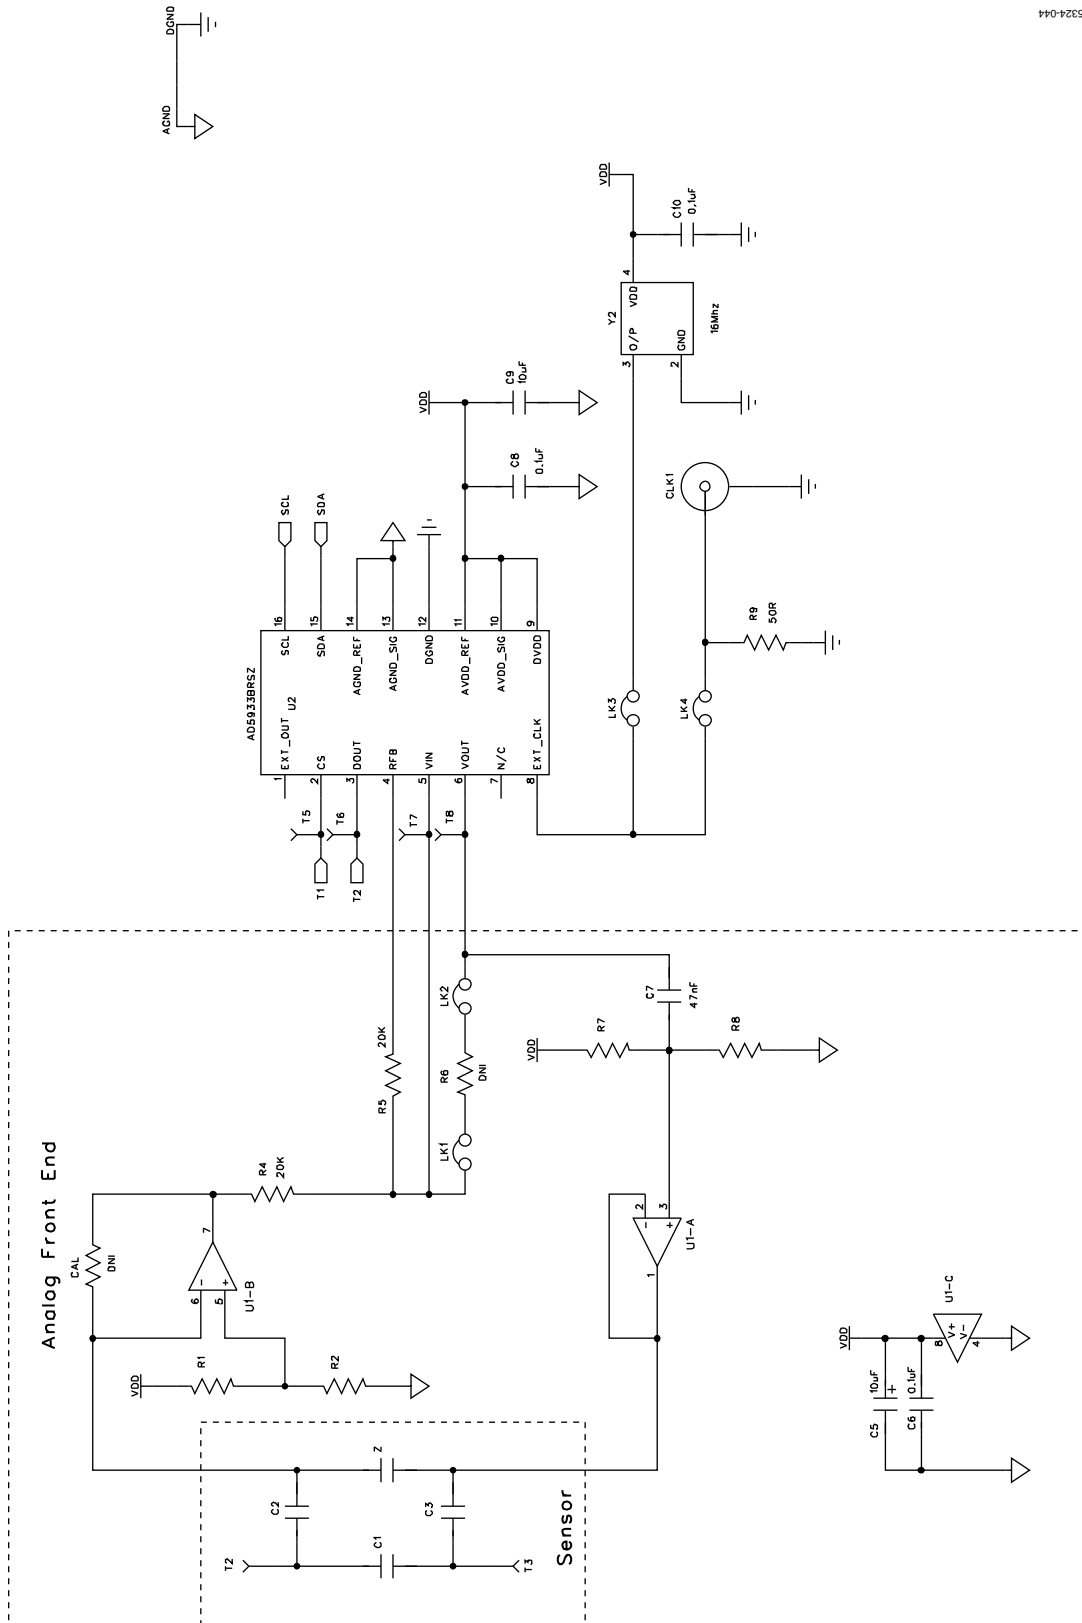 05324-044
DGND
AGND
VDD
C10
0.1uF
4
VDD
Y2
O/P
GND
16Mhz
3
2
VDD
C9
10uF
C8
0.1uF
CLK1
SCL
SDA
16
15
14
13
12
11
10
9
AD5933BRSZ
U2
SCL
SDA
AGND_REF
AGND_SIG
DGND
AVDD_REF
AVDD_SIG
DVDD
EXT_OUT
CS
DOUT
RFB
VIN
VOUT
N/C
EXT_CLK
1
2
3
4
5
6
7
8
R9
50R
LK3
LK4
T5
T6
T7
T8
T1
T2
Analog Front End
LK2
C7
47nF
20K
R5
R6
DNI
VDD
R7
R8
LK1
R4
20K
CAL
DNI
7
6
5
-
+
U1-B
2
3
-
+
1
U1-A
VDD
R1
R2
Sensor
Z
C2
C3
C1
T2
T3
VDD
10uF
+
C5
0.1uF
C6
U1-C
8
V+
V-
4